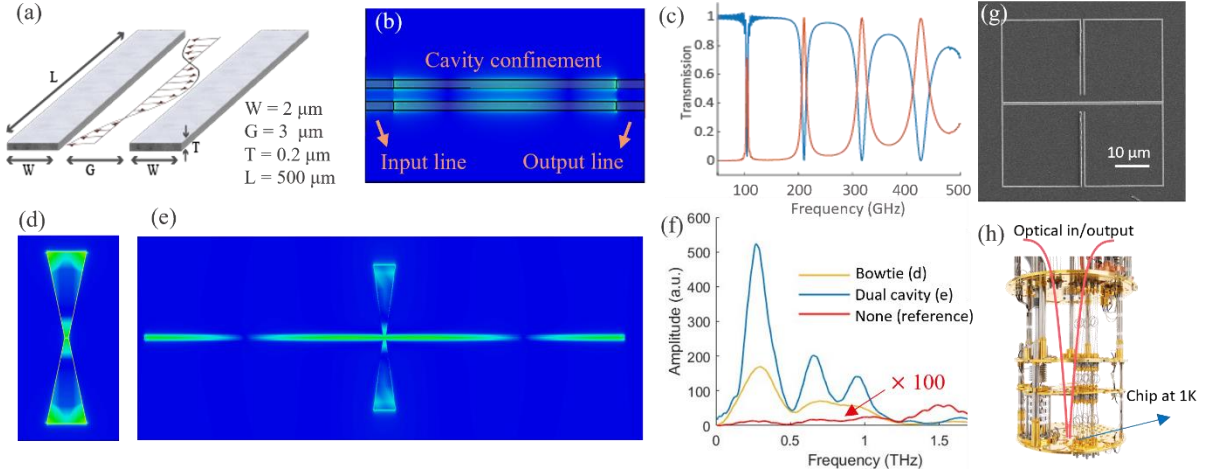 (a)
L
W
G
W
T
W = 2 μm
G = 3 μm
T = 0.2 μm
L = 500 μm
(b)
Cavity confinement
Input line
Output line
(c)
Transmission
1
0.8
0.6
0.4
0.2
0
100
200
300
400
500
Frequency (GHz)
(g)
10 μm
(d)
(e)
(f)
Amplitude (a.u.)
600
500
400
300
200
100
0
0
0.5
1
1.5
Frequency (THz)
Bowtie (d)
Dual cavity (e)
None (reference)
× 100
(h)
Optical in/output
Chip at 1K